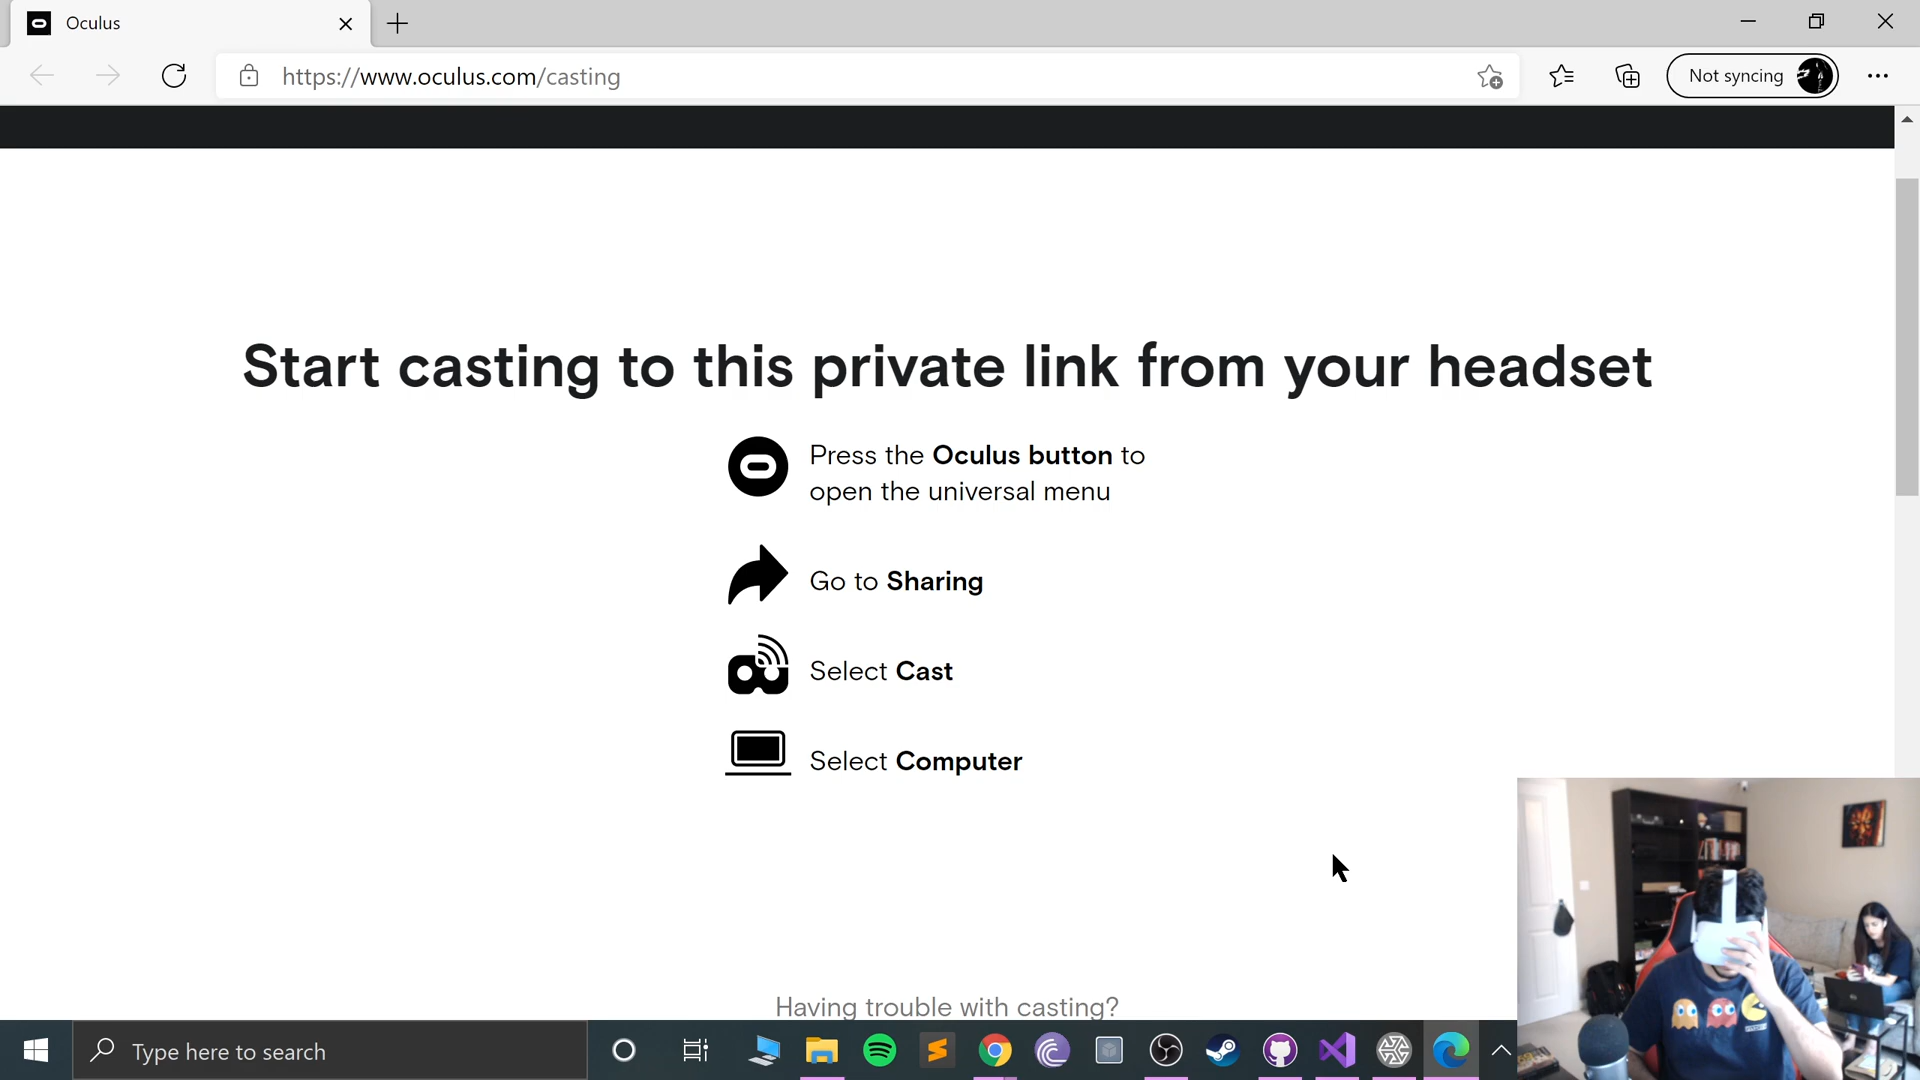 Oculus
https://www.oculus.com/casting
Not syncing
Start casting to this private link from your headset
Press the Oculus button to
open the universal menu
Go to Sharing
Select Cast
Select Computer
Having trouble with casting?
Type here to search